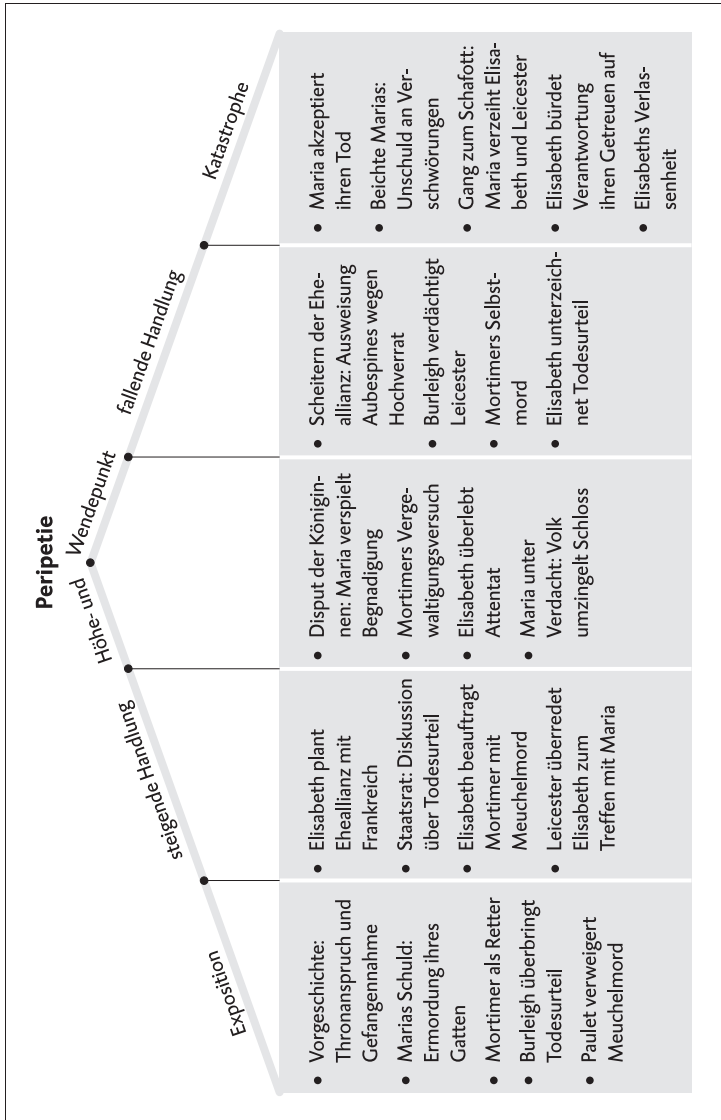 Peripetie
Exposition
steigende Handlung
Höhe- und Wendepunkt
fallende Handlung
Katastrophe
• Vorgeschichte:
Thronanspruch und
Gefangennahme
• Marias Schuld:
Ermordung ihres
Gatten
• Mortimer als Retter
• Burleigh überbringt
Todesurteil
• Paulet verweigert
Meuchelmord
• Elisabeth plant
Eheallianz mit
Frankreich
• Staatsrat: Diskussion
über Todesurteil
• Elisabeth beauftragt
Mortimer mit
Meuchelmord
• Leicester überredet
Elisabeth zum
Treffen mit Maria
• Disput der Königin-
nen: Maria verspielt
Begnadigung
• Mortimers Verge-
waltigungsversuch
• Elisabeth überlebt
Attentat
• Maria unter
Verdacht: Volk
umzingelt Schloss
• Scheitern der Ehe-
allianz: Ausweisung
Aubespines wegen
Hochverrat
• Burleigh verdächtigt
Leicester
• Mortimers Selbst-
mord
• Elisabeth unterzeich-
net Todesurteil
• Maria akzeptiert
ihren Tod
• Beichte Marias:
Unschuld an Ver-
schwörungen
• Gang zum Schafott:
Maria verzeiht Elisa-
beth und Leicester
• Elisabeth bürdet
Verantwortung
ihren Getreuen auf
• Elisabeths Verlas-
senheit